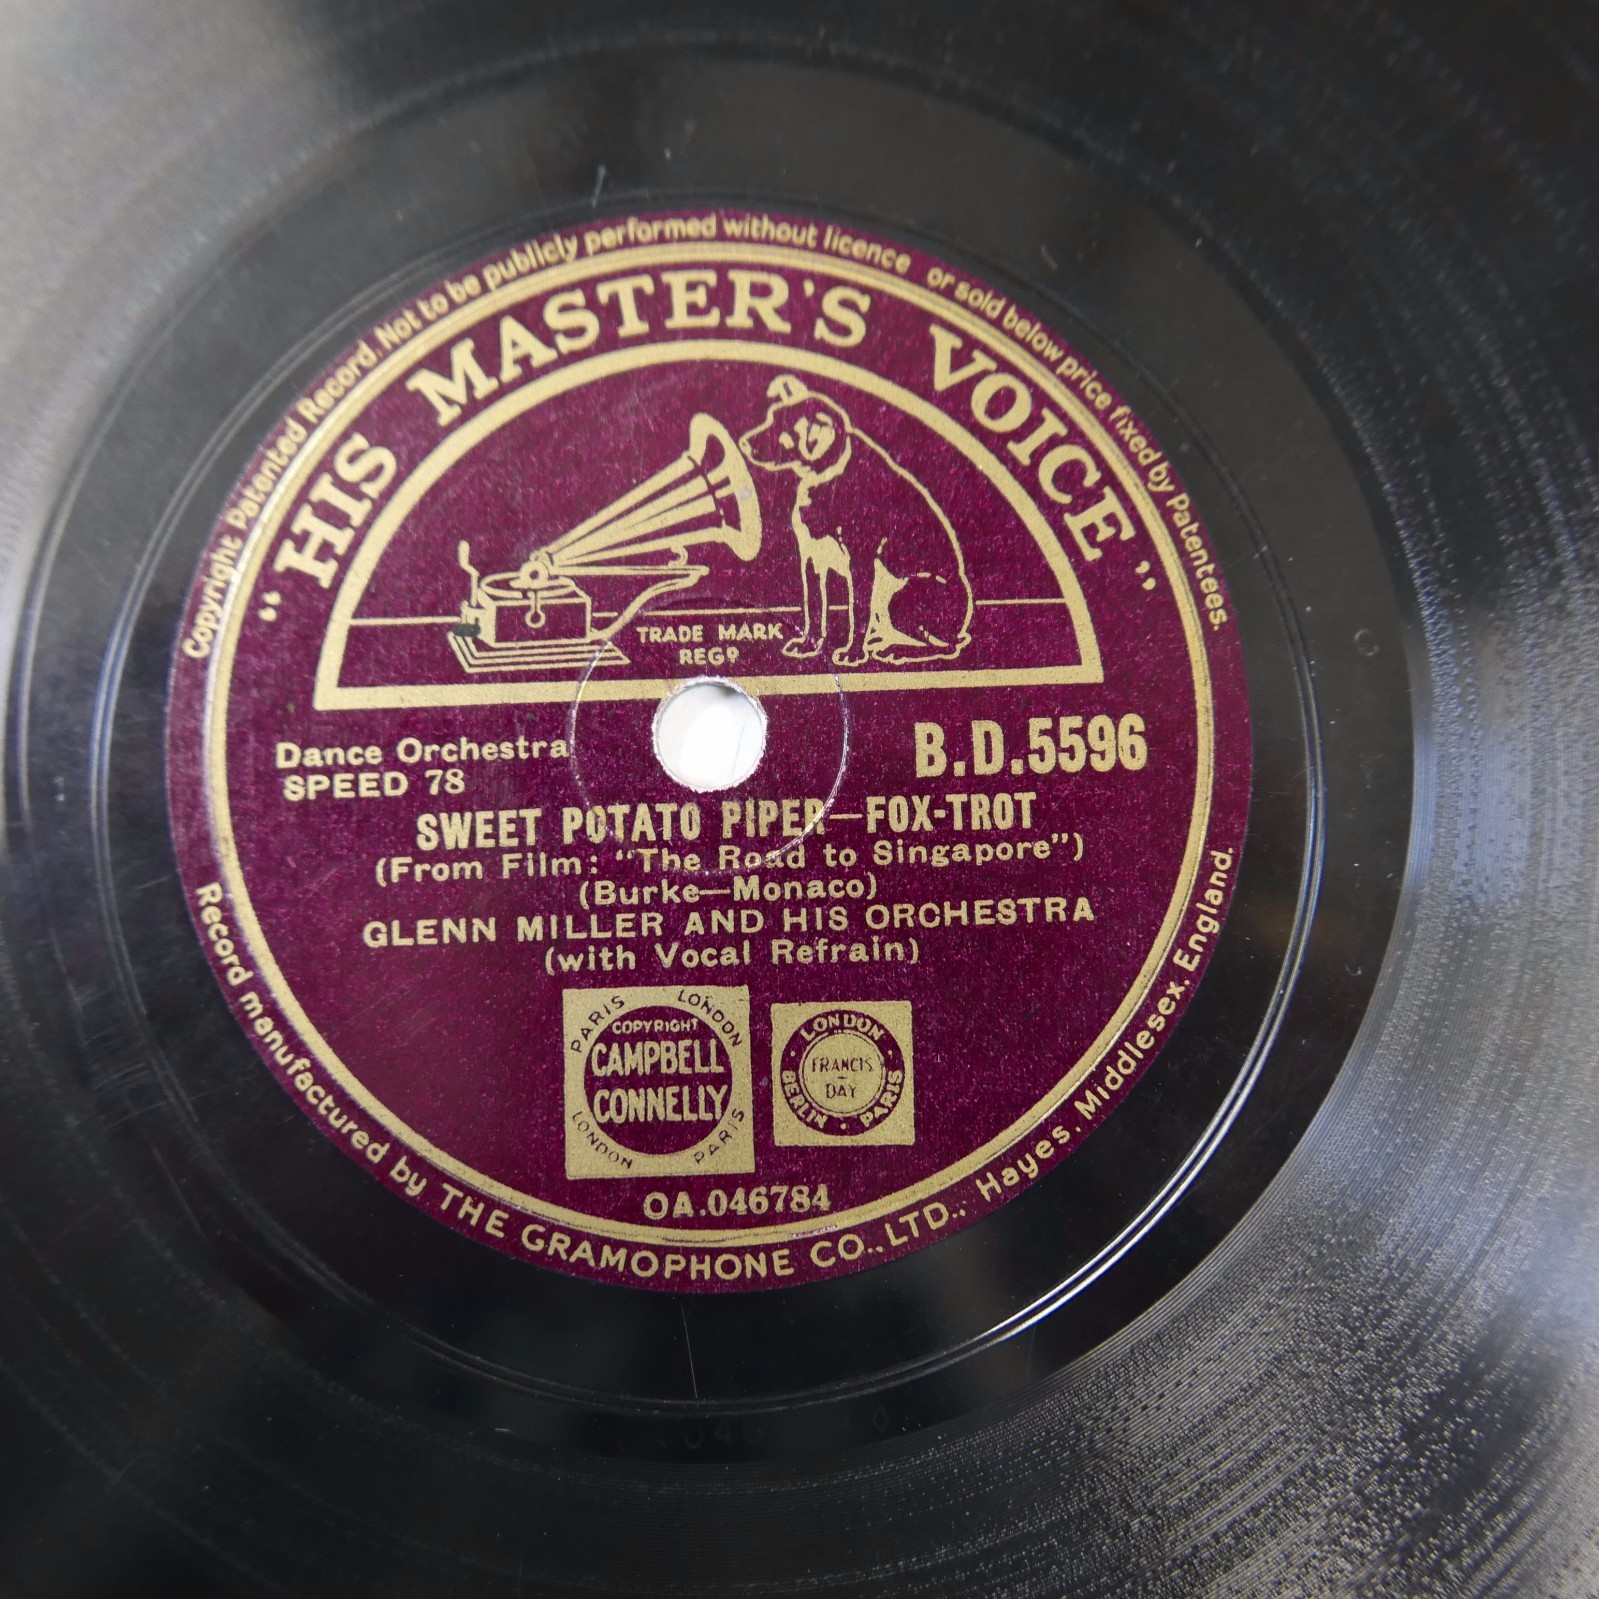 Copyright Patented Record. Not to be publicly performed without licence or sold below price fixed by Patentees.
"HIS MASTER'S VOICE"
TRADE MARK
REGD
Dance Orchestra
SPEED 78
B.D.5596
SWEET POTATO PIPER—FOX-TROT
(From Film: "The Road to Singapore")
(Burke—Monaco)
GLENN MILLER AND HIS ORCHESTRA
(with Vocal Refrain)
PARIS LONDON
COPYRIGHT
CAMPBELL
CONNELLY
LONDON PARIS
LONDON
FRANCIS
DAY
BERLIN · PARIS
OA.046784
Record manufactured by THE GRAMOPHONE CO., LTD., Hayes, Middlesex, England.